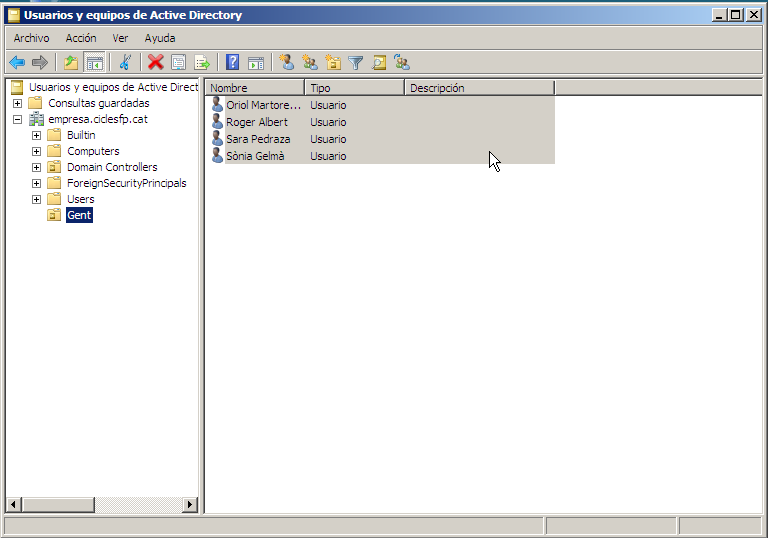 Usuarios y equipos de Active Directory
Archivo Acción Ver Ayuda
Usuarios y equipos de Active Direct
Consultas guardadas
empresa.ciclesfp.cat
Builtin
Computers
Domain Controllers
ForeignSecurityPrincipals
Users
Gent
Nombre Tipo Descripción
Oriol Martore... Usuario
Roger Albert Usuario
Sara Pedraza Usuario
Sònia Gelmà Usuario